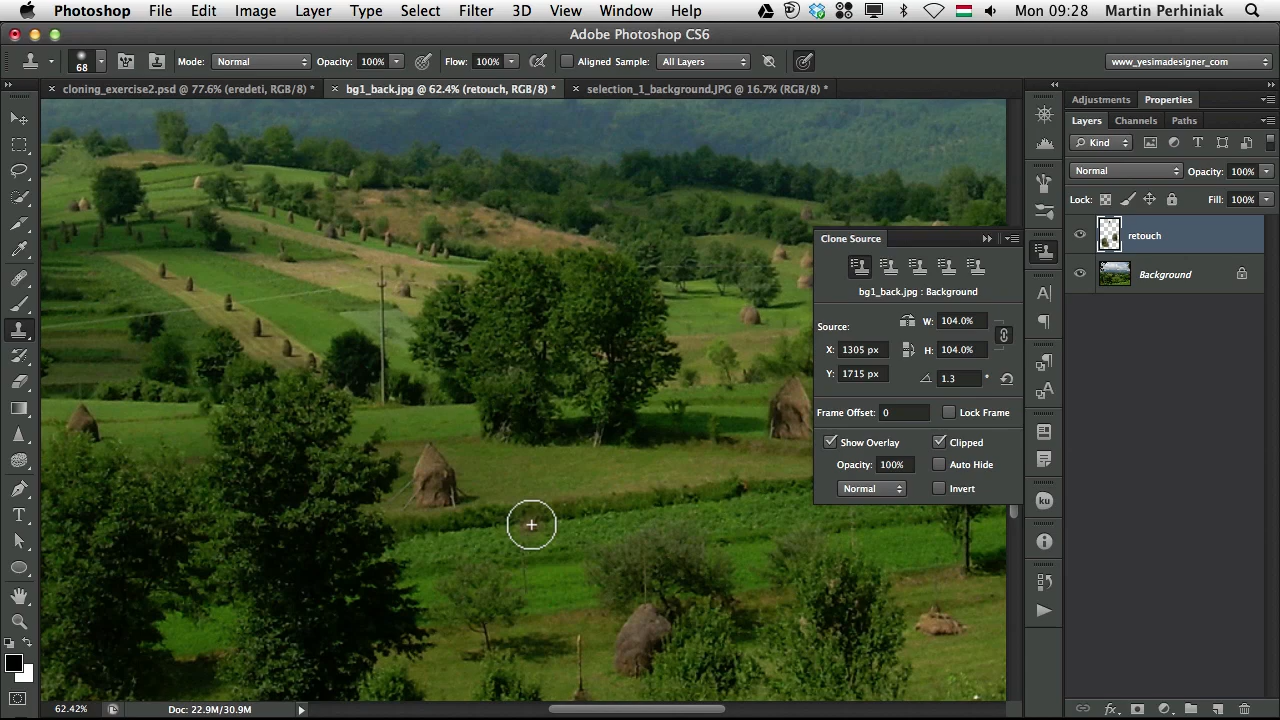 Photoshop File Edit Image Layer Type Select Filter 3D View Window Help Mon 09:28 Martin Perhiniak
Adobe Photoshop CS6
68 Mode: Normal Opacity: 100% Flow: 100% Aligned Sample: All Layers www_yesimadesigner_com
× cloning_exercise2.psd @ 77.6% (eredeti, RGB/8) * × bg1_back.jpg @ 62.4% (retouch, RGB/8) * × selection_1_background.JPG @ 16.7% (RGB/8*) *
Adjustments Properties
Layers Channels Paths
Kind
Normal Opacity: 100%
Lock: Fill: 100%
retouch
Background
Clone Source
bg1_back.jpg : Background
Source: W: 104.0%
X: 1305 px H: 104.0%
Y: 1715 px 1.3 °
Frame Offset: 0 Lock Frame
Show Overlay Clipped
Opacity: 100% Auto Hide
Normal Invert
ku
62.42% Doc: 22.9M/30.9M